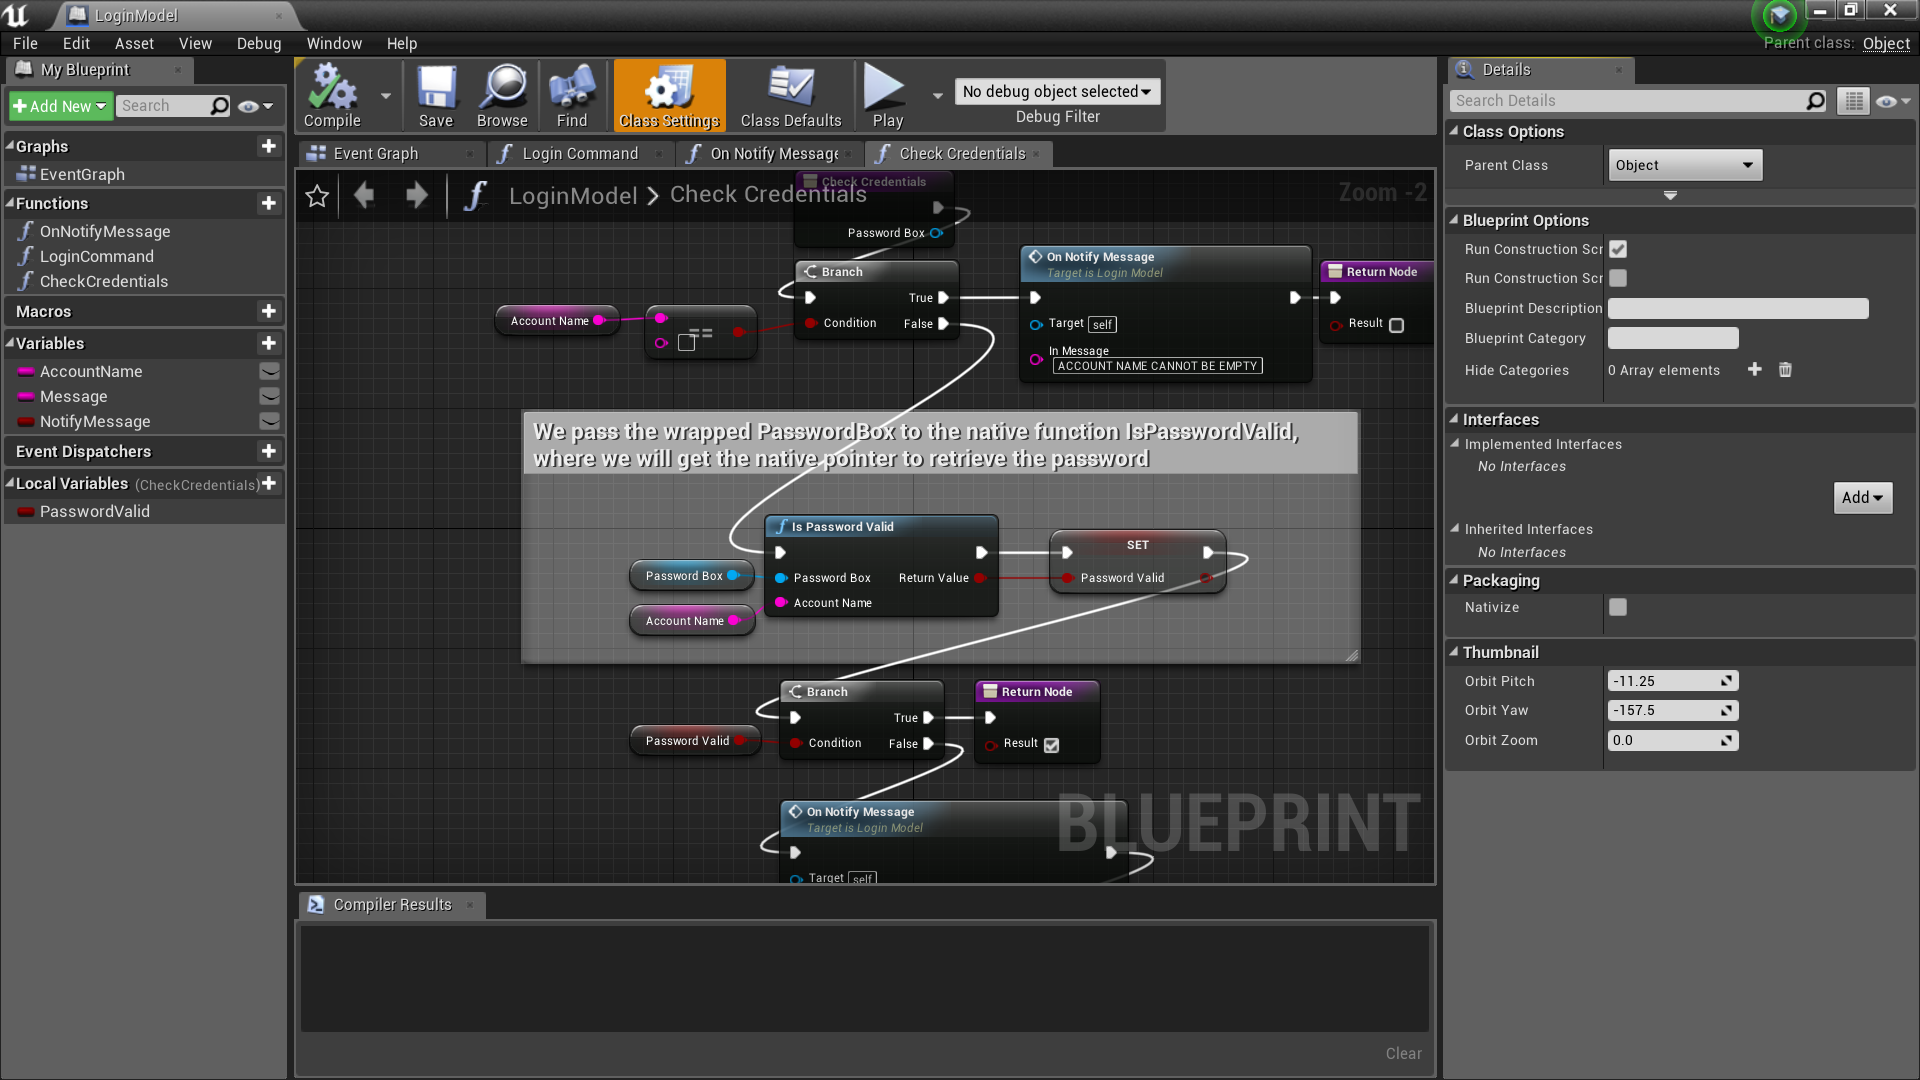 LoginModel
File Edit Asset View Debug Window Help
Parent class: Object
My Blueprint
Add New
Search
Graphs
EventGraph
Functions
OnNotifyMessage
LoginCommand
CheckCredentials
Macros
Variables
AccountName
Message
NotifyMessage
Event Dispatchers
Local Variables (CheckCredentials)
PasswordValid
Compile
Save
Browse
Find
Class Settings
Class Defaults
Play
No debug object selected
Debug Filter
Event Graph
Login Command
On Notify Message
Check Credentials
LoginModel > Check Credentials
Zoom -2
Check Credentials
Password Box
Branch
True
Condition
False
Account Name
==
On Notify Message
Target is Login Model
Target self
In Message
ACCOUNT NAME CANNOT BE EMPTY
Return Node
Result
We pass the wrapped PasswordBox to the native function IsPasswordValid,
where we will get the native pointer to retrieve the password
Is Password Valid
Password Box
Password Box
Return Value
Account Name
Account Name
SET
Password Valid
Branch
True
Password Valid
Condition
False
Return Node
Result
On Notify Message
Target is Login Model
Target self
BLUEPRINT
Compiler Results
Clear
Details
Search Details
Class Options
Parent Class
Object
Blueprint Options
Run Construction Scr
Run Construction Scr
Blueprint Description
Blueprint Category
Hide Categories
0 Array elements
Interfaces
Implemented Interfaces
No Interfaces
Add
Inherited Interfaces
No Interfaces
Packaging
Nativize
Thumbnail
Orbit Pitch
-11.25
Orbit Yaw
-157.5
Orbit Zoom
0.0